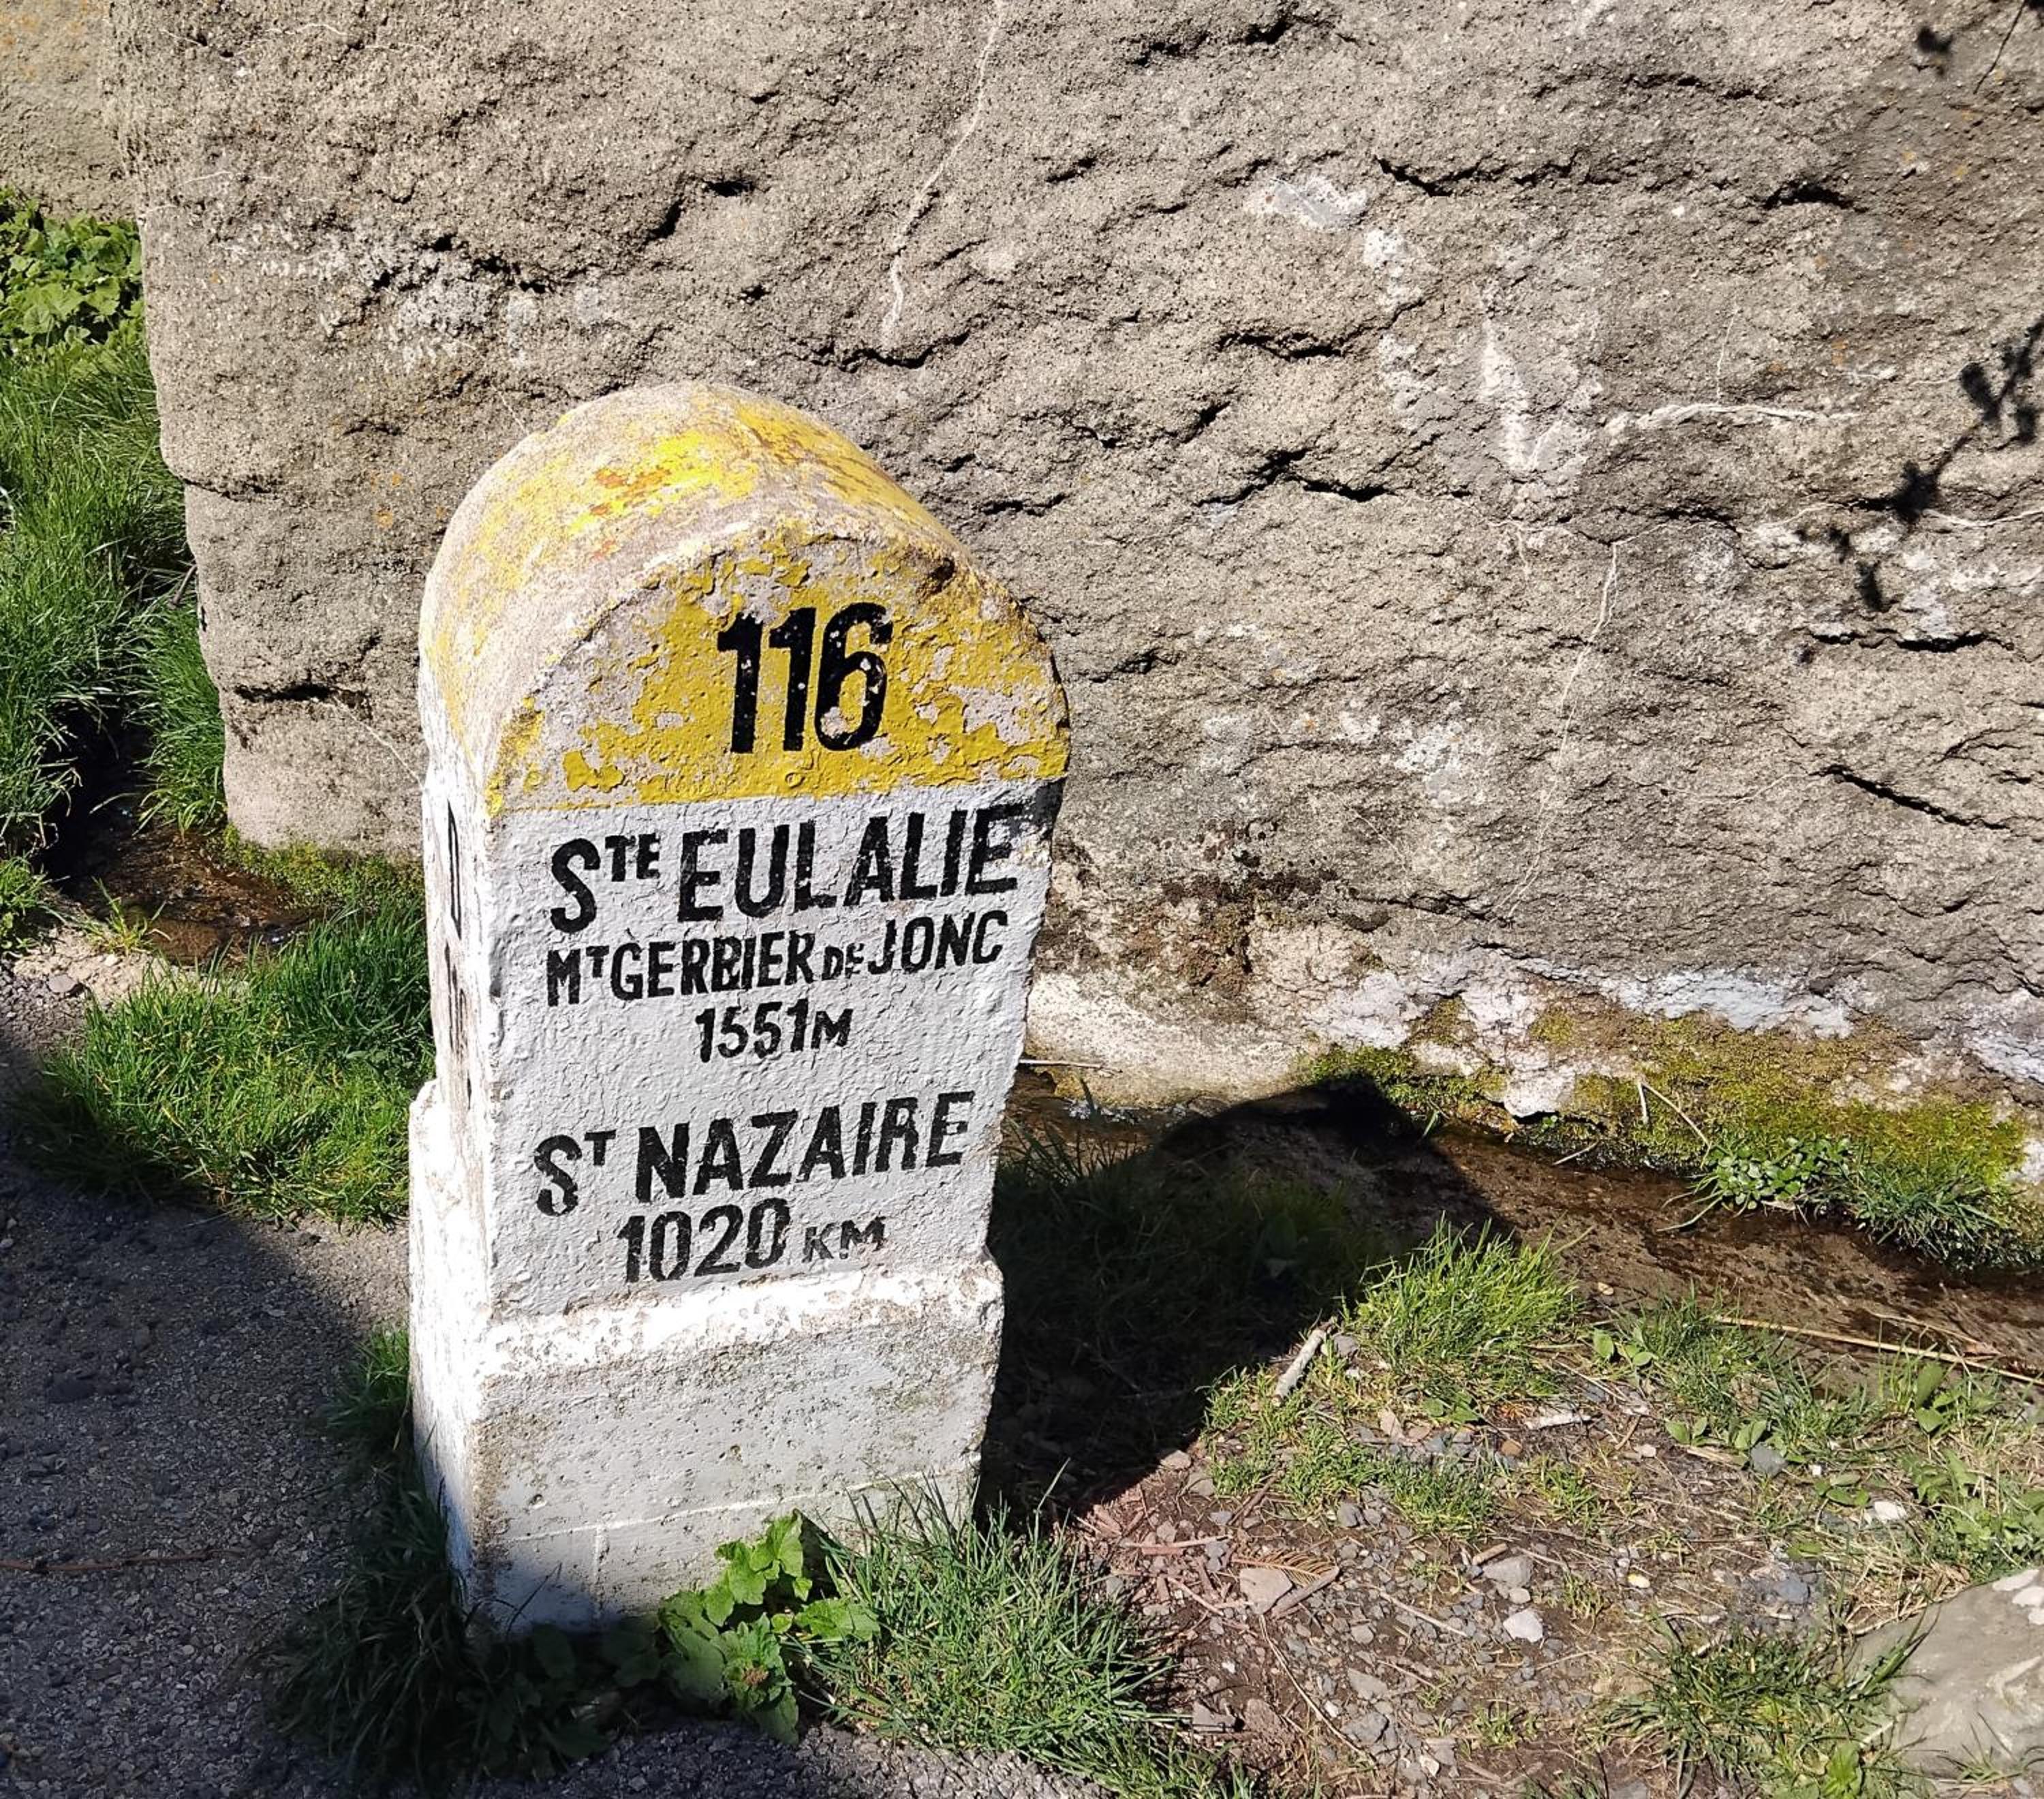 116
STE EULALIE
MT GERBIER DE JONC
1551M
ST NAZAIRE
1020 KM